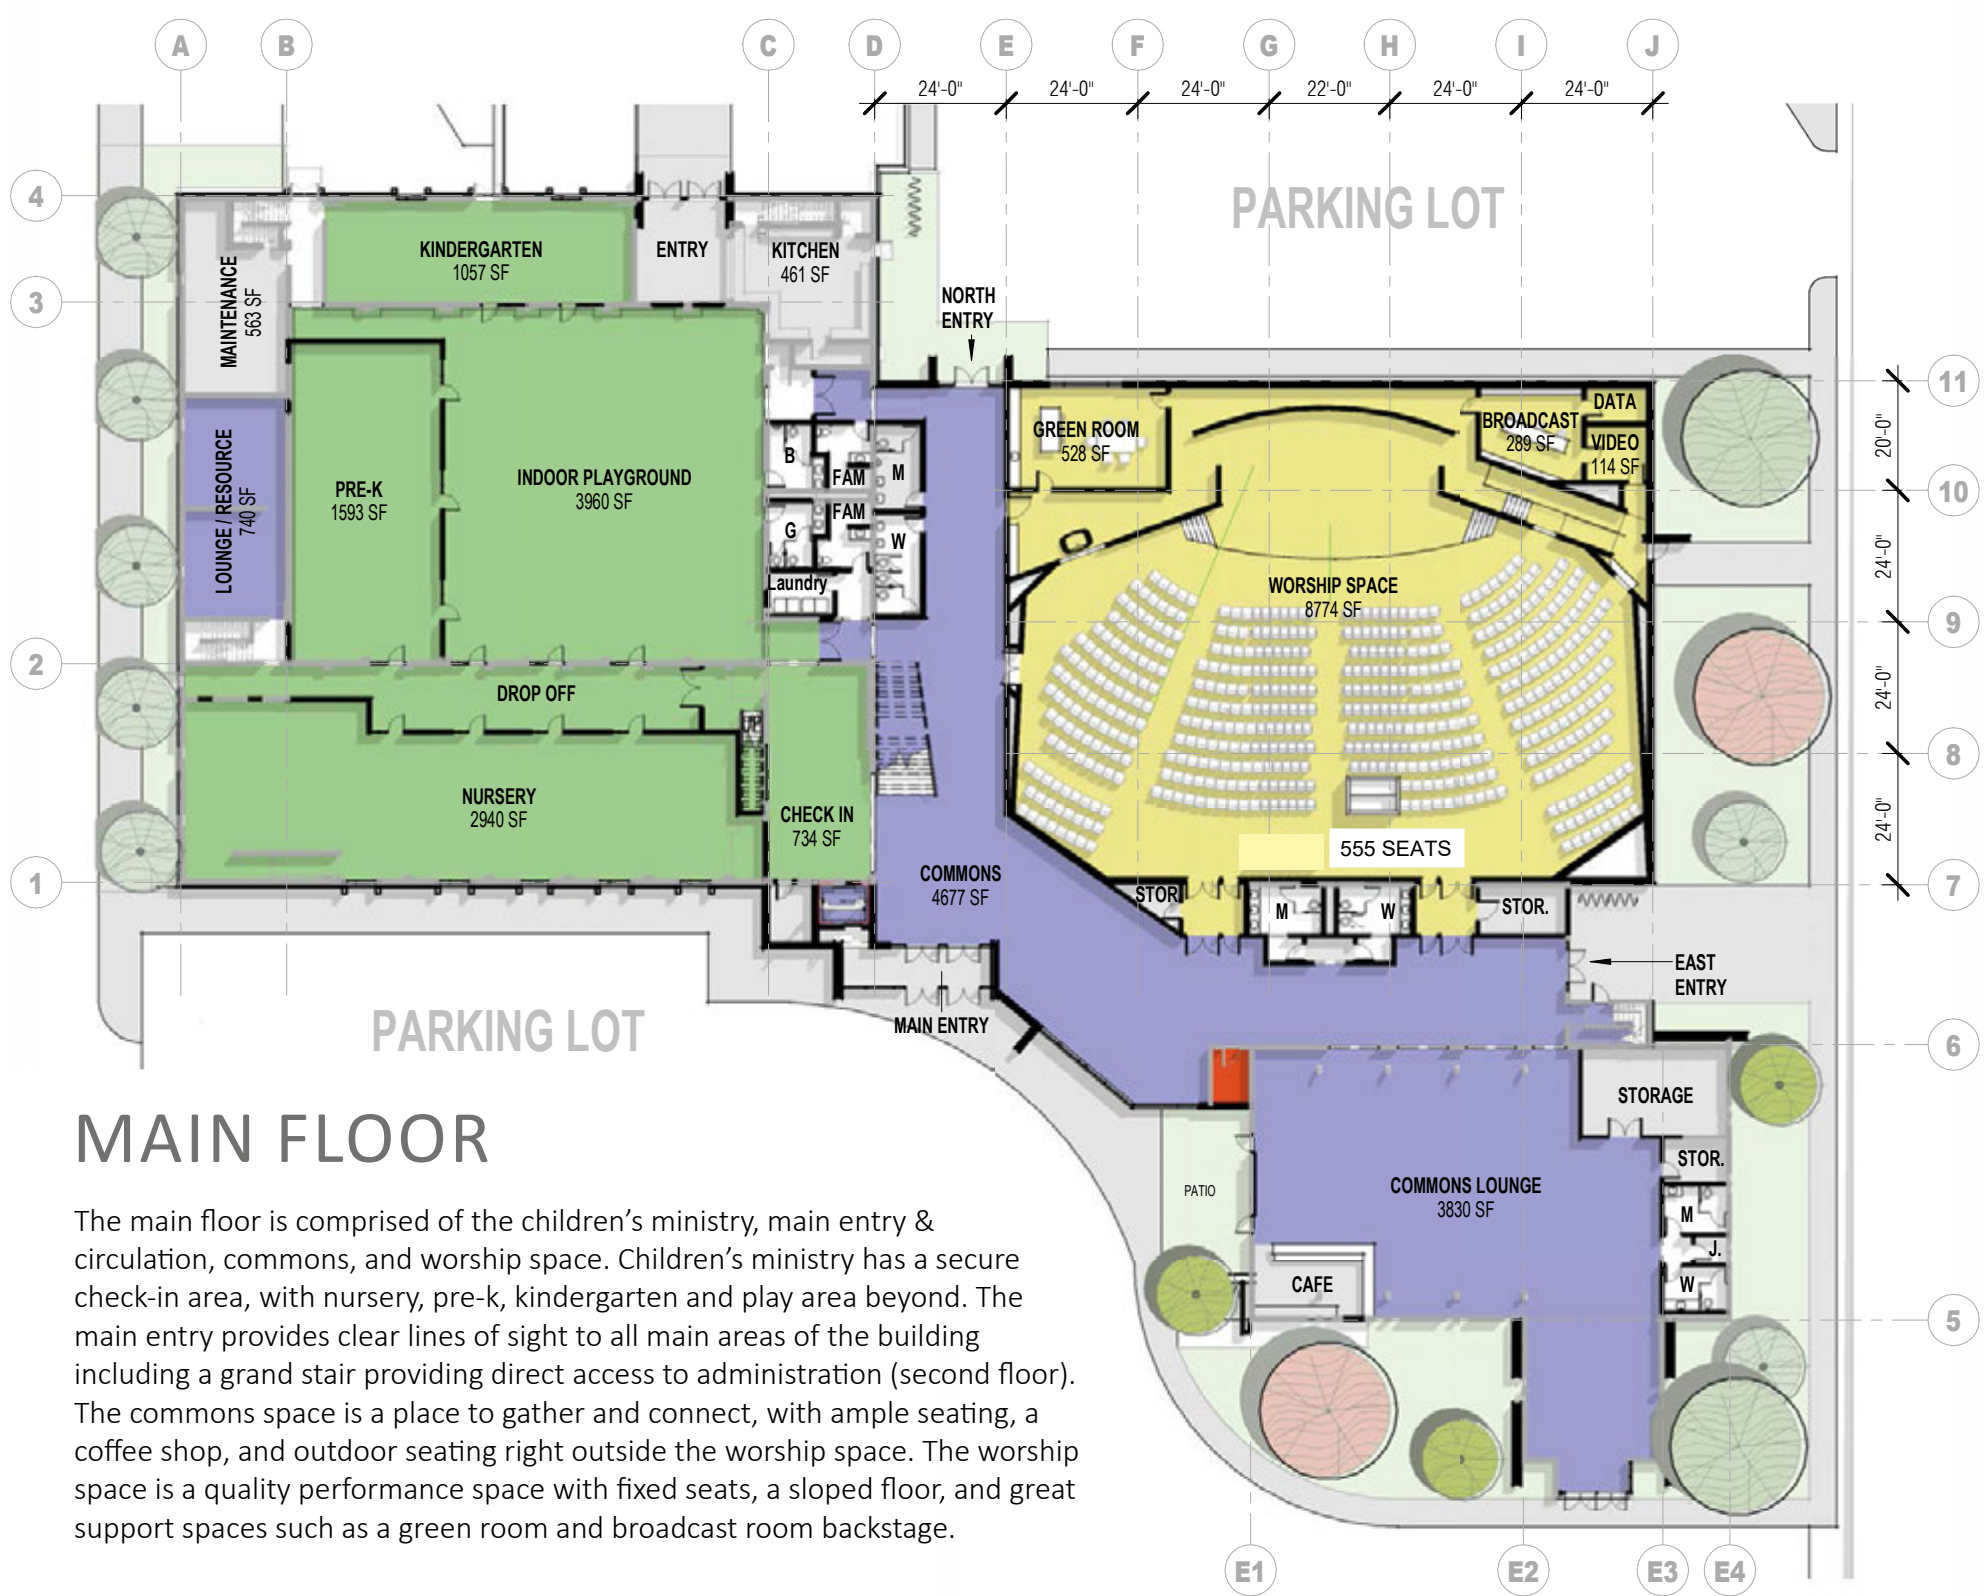 A
B
C
D
E
F
G
H
I
J
24'-0"
24'-0"
24'-0"
22'-0"
24'-0"
24'-0"
4
3
2
1
11
10
9
8
7
6
5
20'-0"
24'-0"
24'-0"
24'-0"
PARKING LOT
KINDERGARTEN
1057 SF
ENTRY
KITCHEN
461 SF
MAINTENANCE
563 SF
NORTH
ENTRY
LOUNGE / RESOURCE
740 SF
PRE-K
1593 SF
INDOOR PLAYGROUND
3960 SF
B
FAM
M
G
FAM
W
Laundry
GREEN ROOM
528 SF
BROADCAST
289 SF
DATA
VIDEO
114 SF
WORSHIP SPACE
8774 SF
555 SEATS
DROP OFF
NURSERY
2940 SF
CHECK IN
734 SF
COMMONS
4677 SF
STOR.
M
W
STOR.
EAST
ENTRY
MAIN ENTRY
PARKING LOT
STORAGE
STOR.
PATIO
COMMONS LOUNGE
3830 SF
M
J.
W
CAFE
E1
E2
E3
E4
MAIN FLOOR
The main floor is comprised of the children’s ministry, main entry &
circulation, commons, and worship space. Children’s ministry has a secure
check-in area, with nursery, pre-k, kindergarten and play area beyond. The
main entry provides clear lines of sight to all main areas of the building
including a grand stair providing direct access to administration (second floor).
The commons space is a place to gather and connect, with ample seating, a
coffee shop, and outdoor seating right outside the worship space. The worship
space is a quality performance space with fixed seats, a sloped floor, and great
support spaces such as a green room and broadcast room backstage.